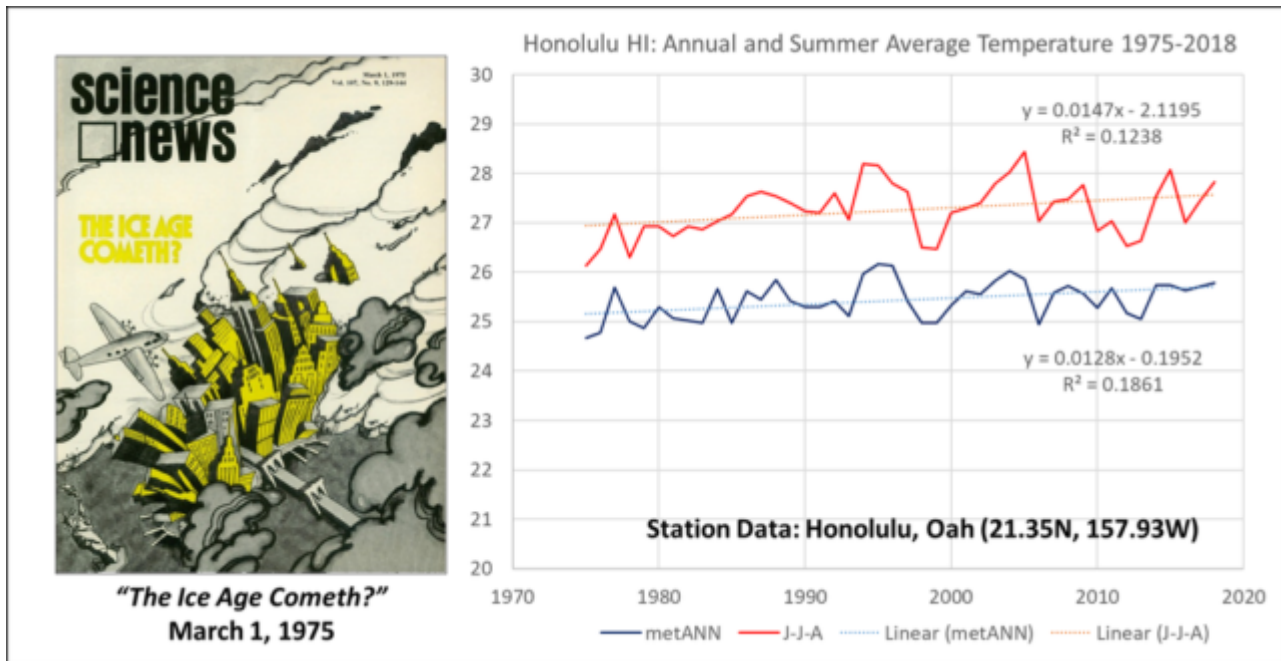 March 1, 1975
Vol. 107, No. 9, 129-144
science
news
THE ICE AGE
COMETH?
"The Ice Age Cometh?"
March 1, 1975
Honolulu HI: Annual and Summer Average Temperature 1975-2018
30
29
28
27
26
25
24
23
22
21
20
y = 0.0147x - 2.1195
R² = 0.1238
y = 0.0128x - 0.1952
R² = 0.1861
Station Data: Honolulu, Oah (21.35N, 157.93W)
1970 1980 1990 2000 2010 2020
metANN J-J-A Linear (metANN) Linear (J-J-A)